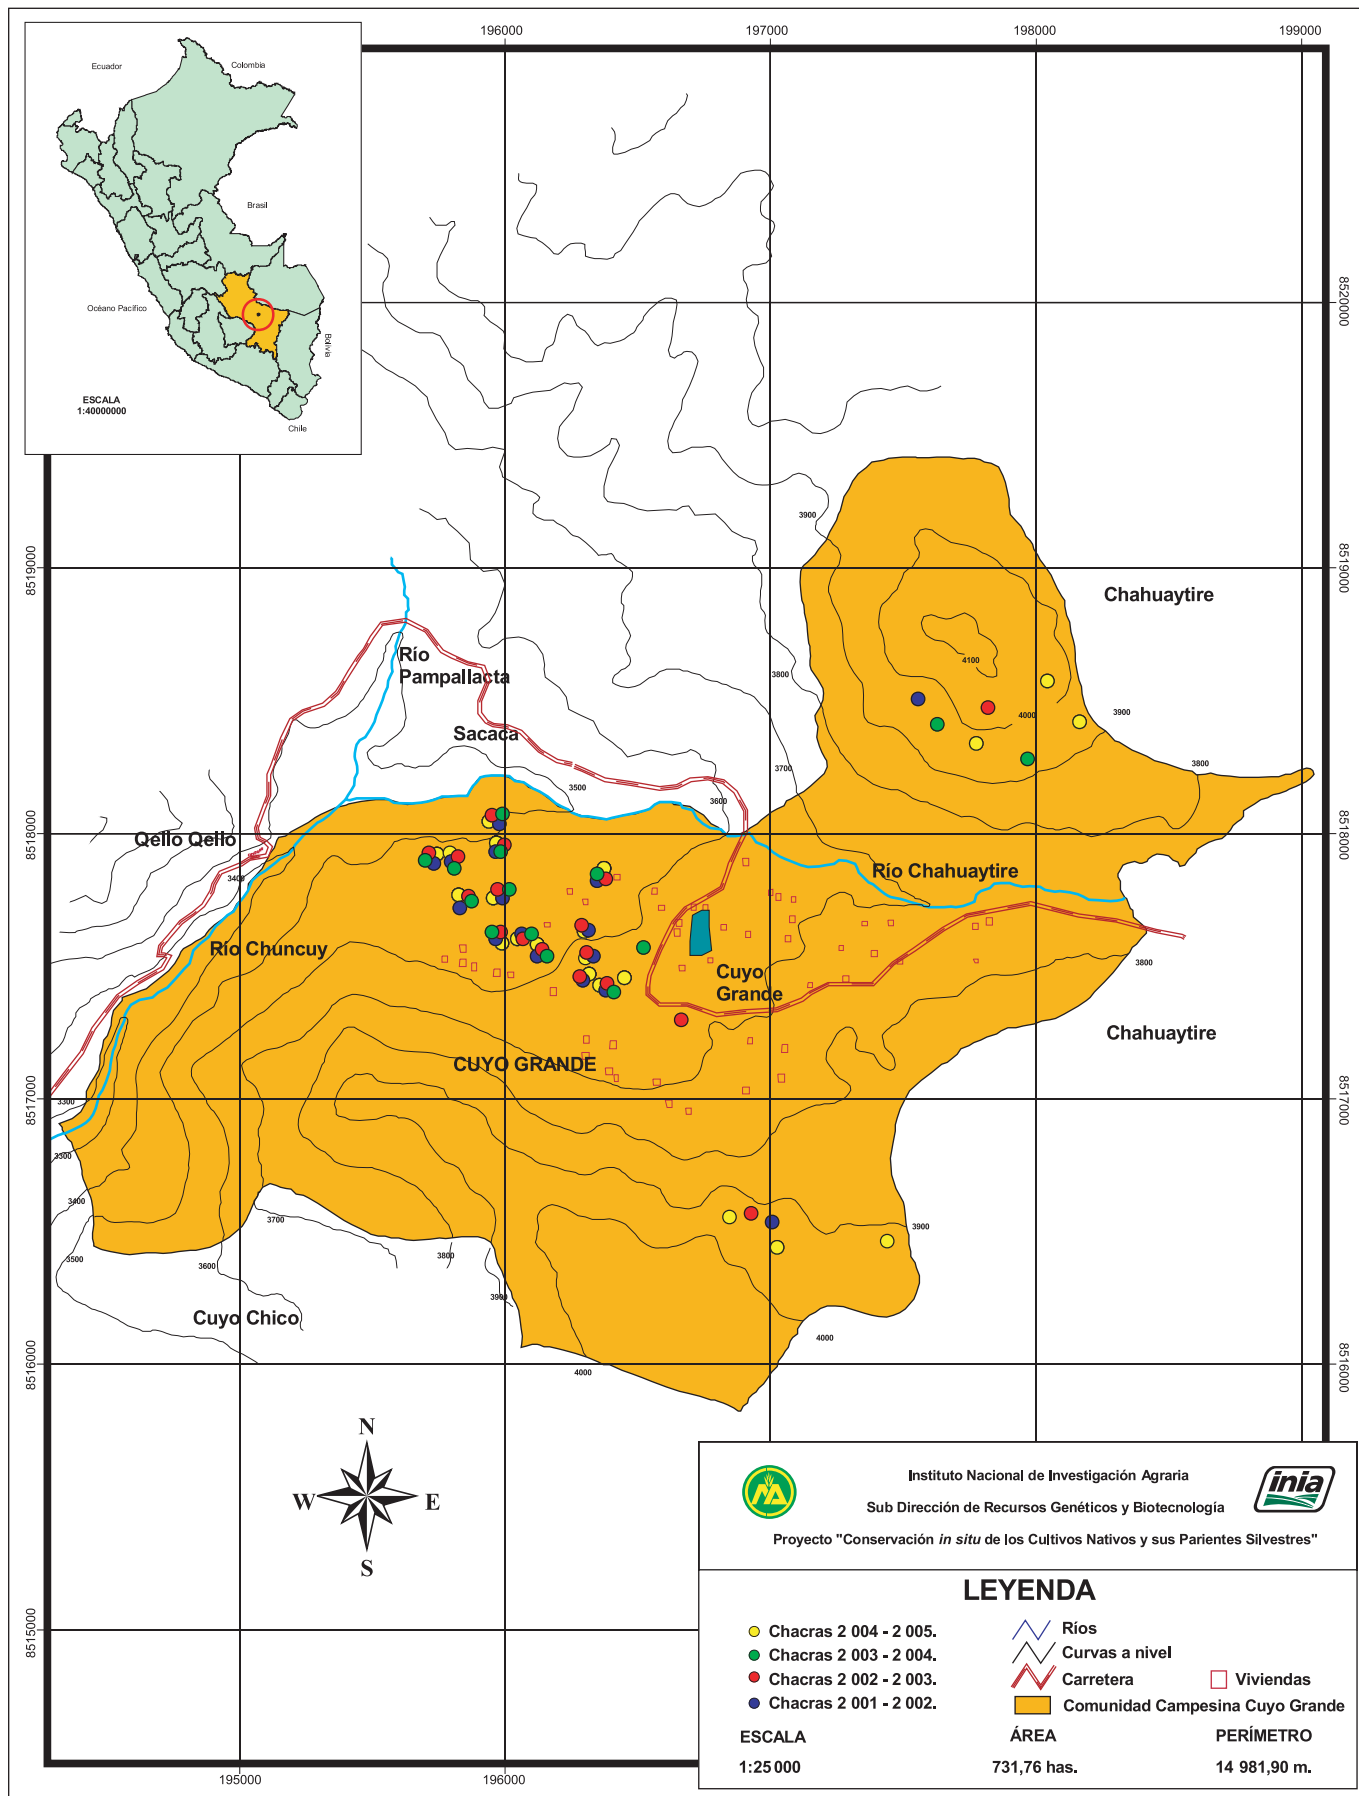 196000
197000
198000
199000
Ecuador
Colombia
Brasil
Océano Pacífico
Bolivia
ESCALA
1:40000000
Chile
8520000
3900
8519000
8519000
Chahuaytire
Río
Pampallacta
4100
3800
4000
3900
Sacaca
3700
3800
3500
3600
8518000
8518000
Qello Qello
3400
Río Chahuaytire
Río Chuncuy
Cuyo
Grande
3800
Chahuaytire
CUYO GRANDE
3300
8517000
8517000
3300
3400
3700
3900
3500
3600
3800
3900
Cuyo Chico
4000
4000
8516000
8516000
N
W
E
S
Instituto Nacional de Investigación Agraria
inia
Sub Dirección de Recursos Genéticos y Biotecnología
Proyecto "Conservación in situ de los Cultivos Nativos y sus Parientes Silvestres"
LEYENDA
8515000
Chacras 2 004 - 2 005.
Ríos
Chacras 2 003 - 2 004.
Curvas a nivel
Chacras 2 002 - 2 003.
Carretera
Viviendas
Chacras 2 001 - 2 002.
Comunidad Campesina Cuyo Grande
ESCALA
ÁREA
PERÍMETRO
1:25 000
731,76 has.
14 981,90 m.
195000
196000